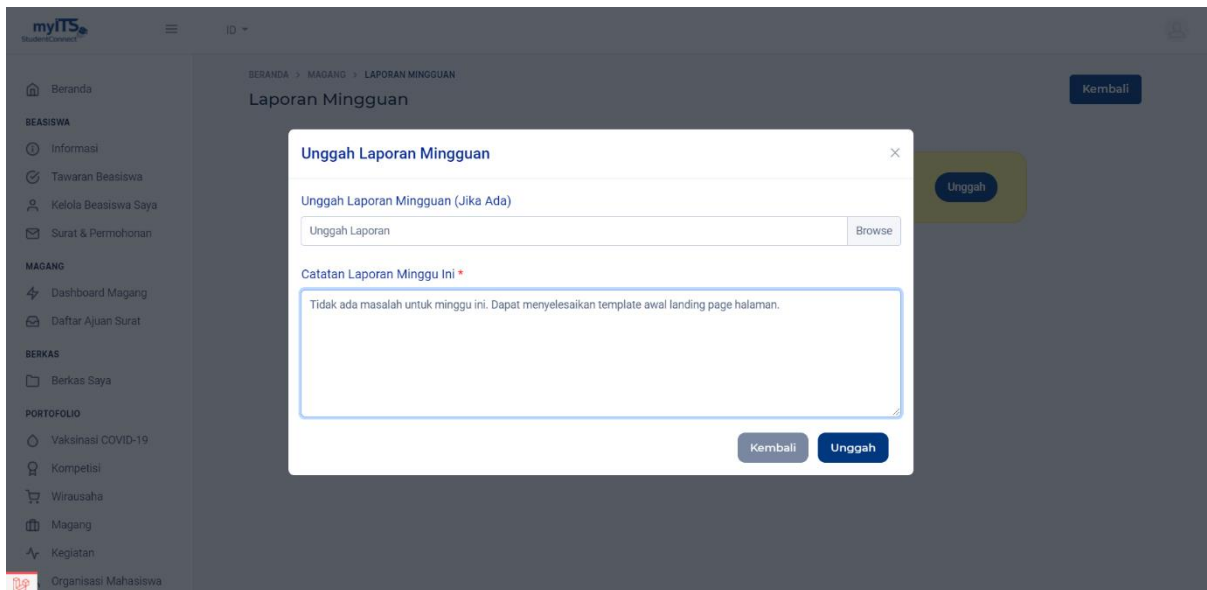 myITS
StudentConnect
ID
Beranda
BEASISWA
Informasi
Tawaran Beasiswa
Kelola Beasiswa Saya
Surat & Permohonan
MAGANG
Dashboard Magang
Daftar Ajuan Surat
BERKAS
Berkas Saya
PORTOFOLIO
Vaksinasi COVID-19
Kompetisi
Wirausaha
Magang
Kegiatan
Organisasi Mahasiswa
BERANDA > MAGANG > LAPORAN MINGGUAN
Laporan Mingguan
Kembali
Unggah
Unggah Laporan Mingguan
Unggah Laporan Mingguan (Jika Ada)
Unggah Laporan
Browse
Catatan Laporan Minggu Ini *
Tidak ada masalah untuk minggu ini. Dapat menyelesaikan template awal landing page halaman.
Kembali
Unggah